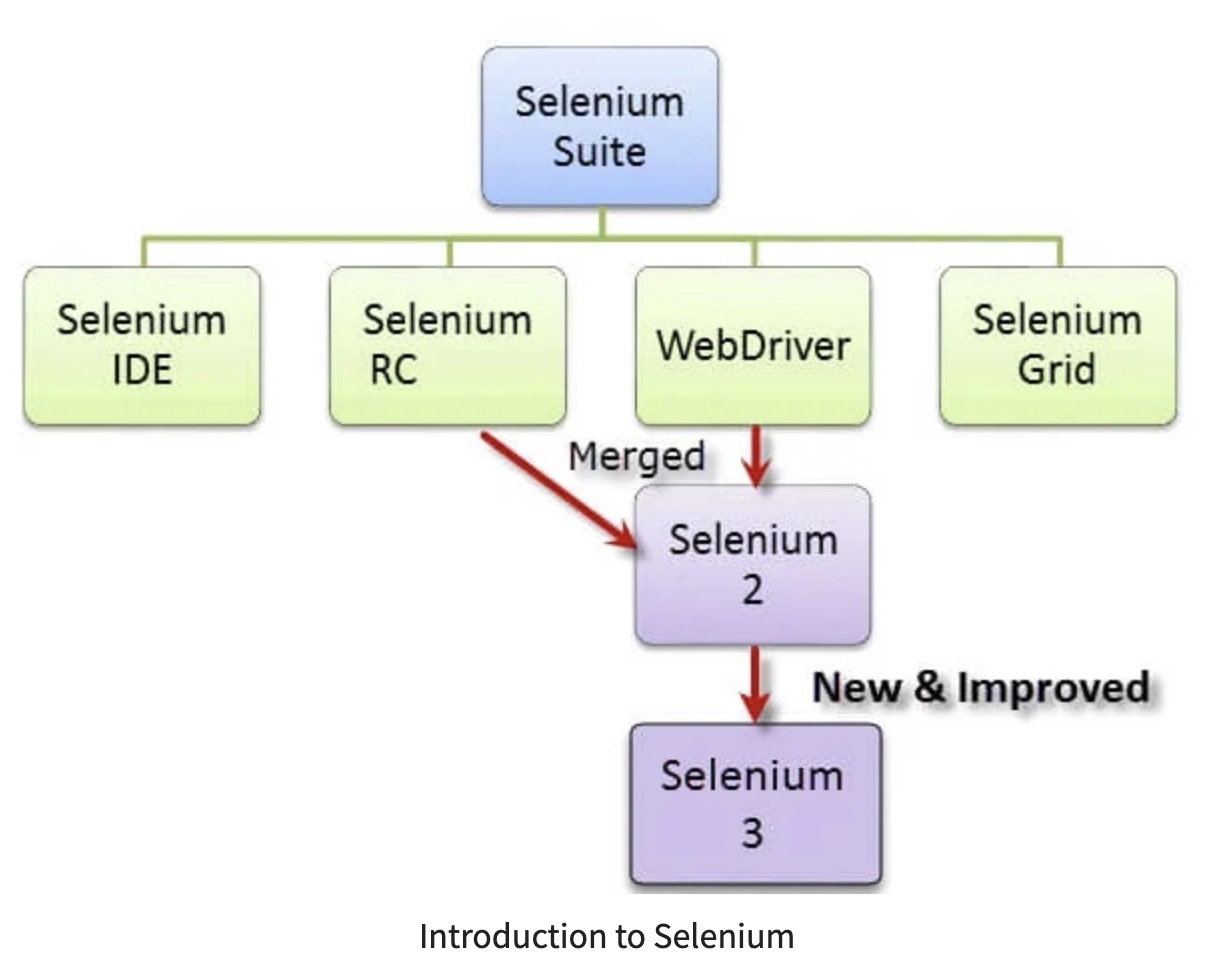 Selenium
Suite
Selenium
IDE
Selenium
RC
WebDriver
Selenium
Grid
Merged
Selenium
2
New & Improved
Selenium
3
Introduction to Selenium